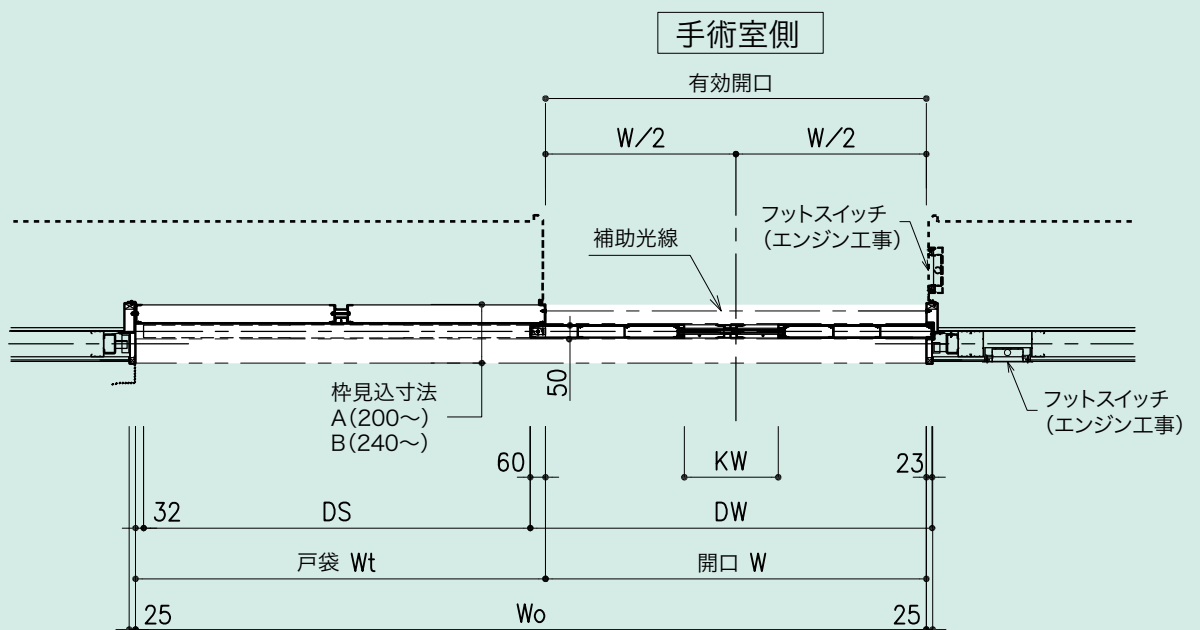 手術室側
有効開口
W/2
W/2
フットスイッチ
(エンジン工事)
補助光線
枠見込寸法
A(200～)
B(240～)
50
フットスイッチ
(エンジン工事)
60
KW
23
32
DS
DW
戸袋 Wt
開口 W
25
Wo
25